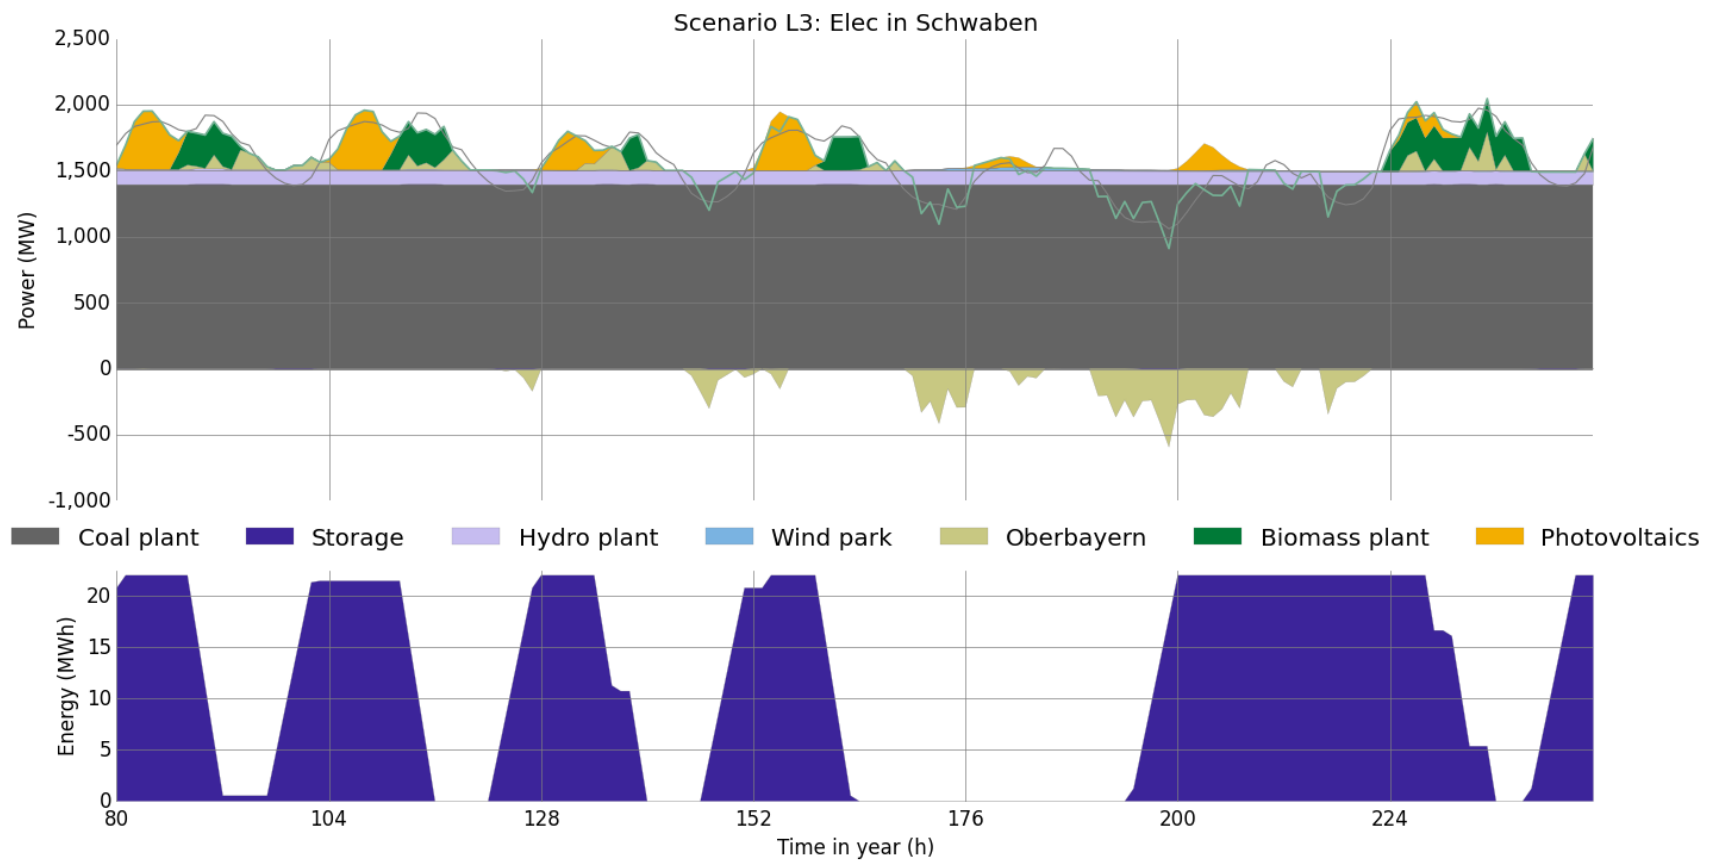 Scenario L3: Elec in Schwaben
2,500
2,000
1,500
1,000
500
0
-500
-1,000
Power (MW)
Coal plant Storage Hydro plant Wind park Oberbayern Biomass plant Photovoltaics
20
15
10
5
0
Energy (MWh)
80 104 128 152 176 200 224
Time in year (h)